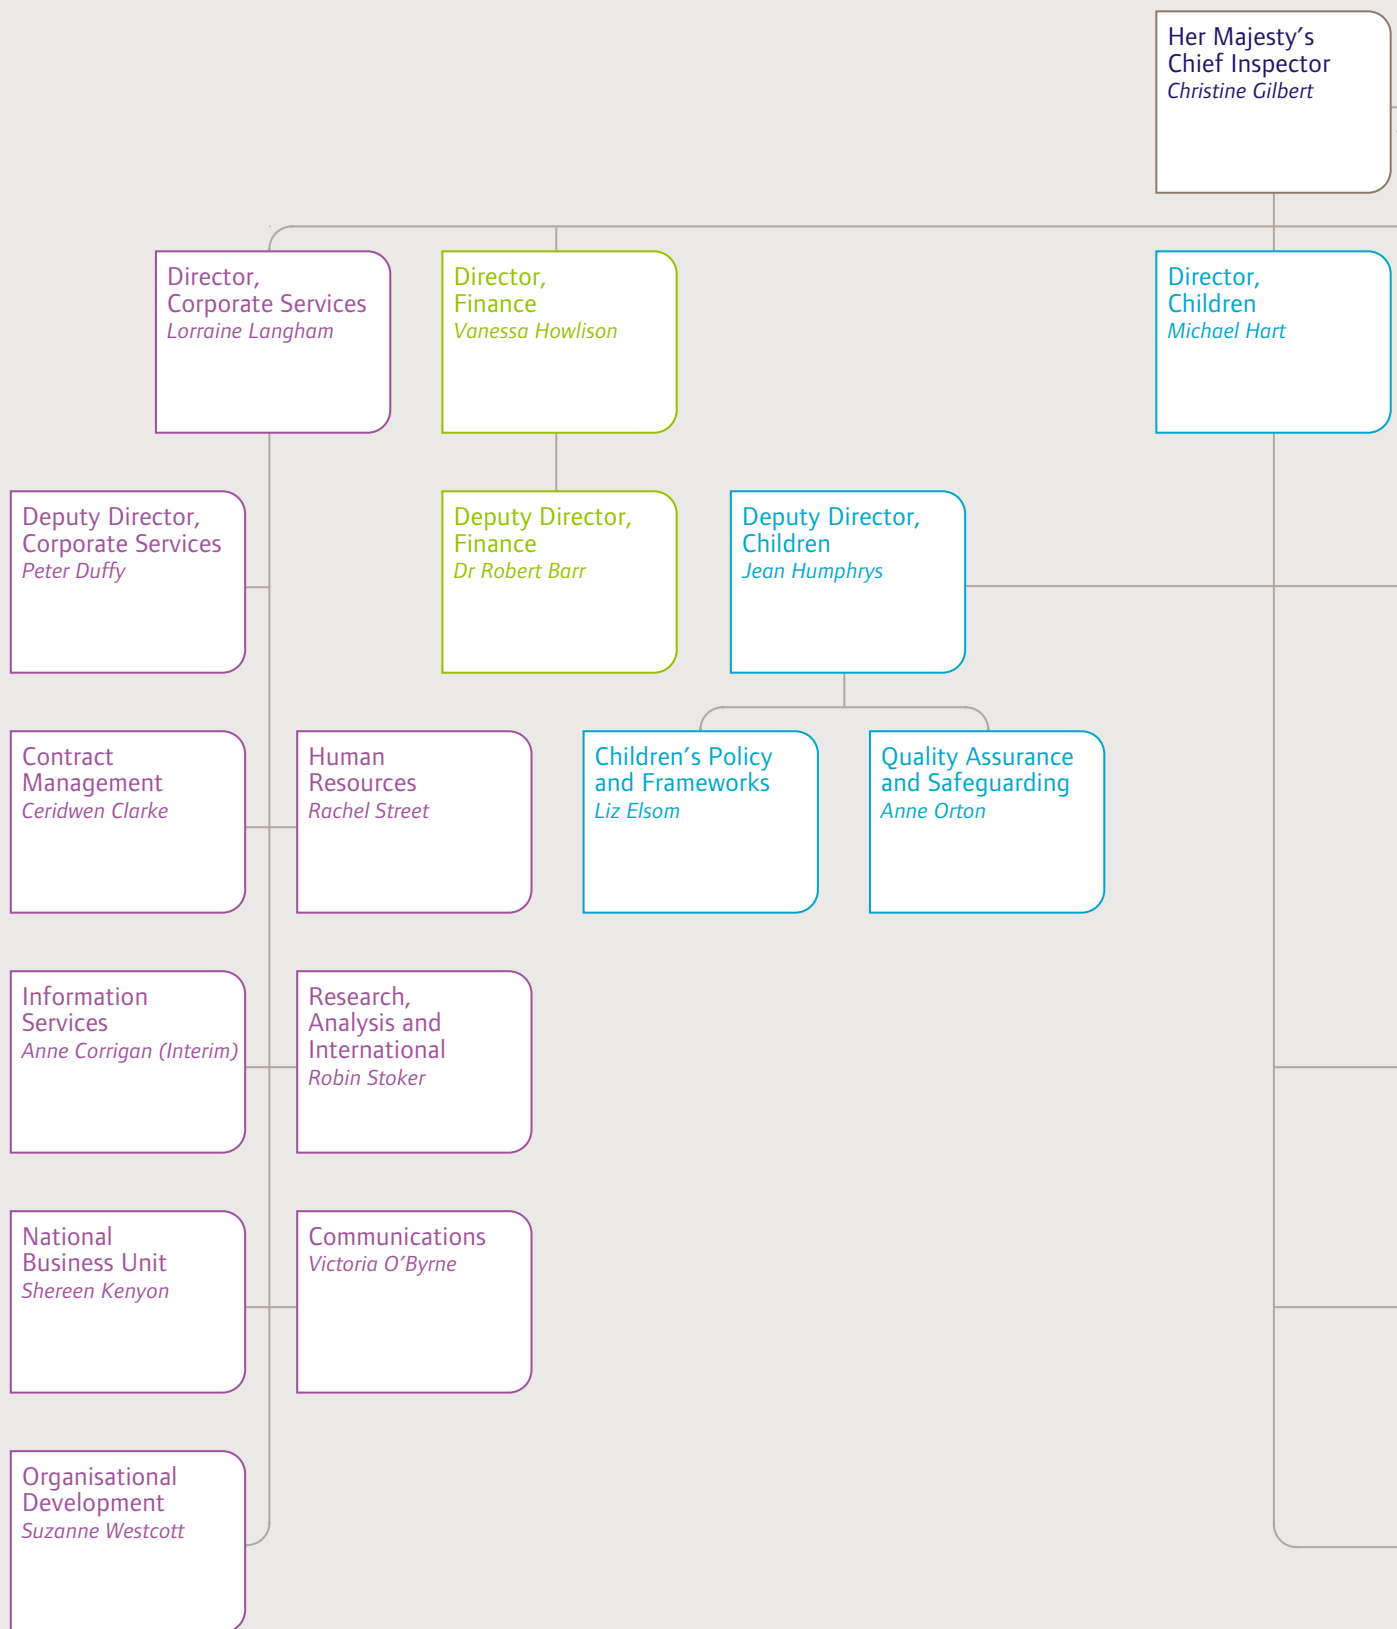 Her Majesty′s
Chief Inspector
Christine Gilbert
Director,
Corporate Services
Lorraine Langham
Director,
Finance
Vanessa Howlison
Director,
Children
Michael Hart
Deputy Director,
Corporate Services
Peter Duffy
Deputy Director,
Finance
Dr Robert Barr
Deputy Director,
Children
Jean Humphrys
Contract
Management
Ceridwen Clarke
Human
Resources
Rachel Street
Children′s Policy
and Frameworks
Liz Elsom
Quality Assurance
and Safeguarding
Anne Orton
Information
Services
Anne Corrigan (Interim)
Research,
Analysis and
International
Robin Stoker
National
Business Unit
Shereen Kenyon
Communications
Victoria O′Byrne
Organisational
Development
Suzanne Westcott